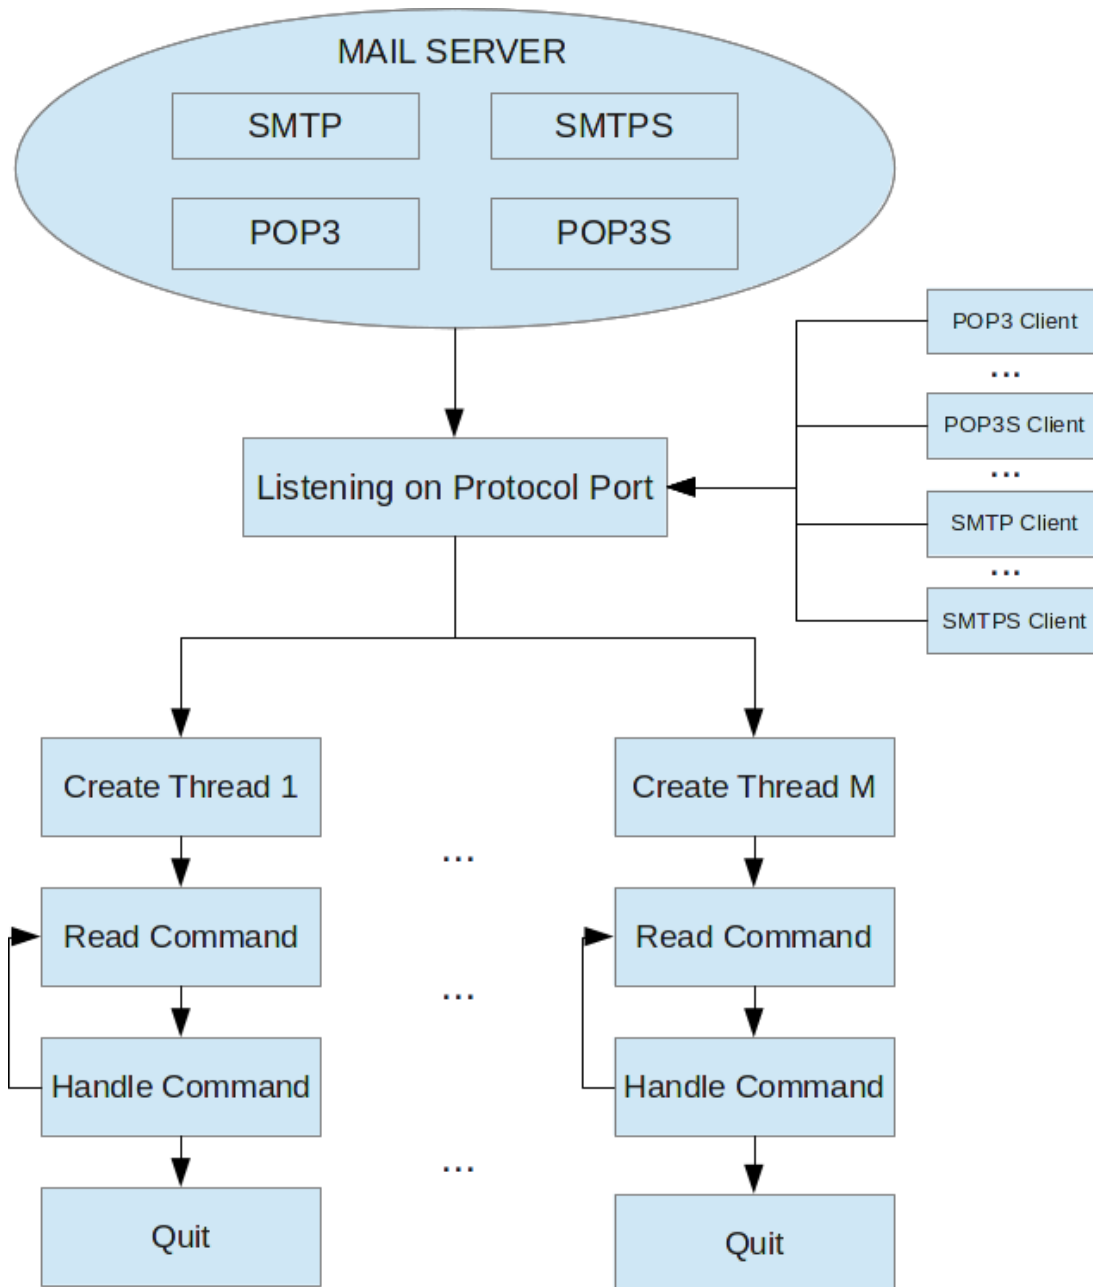 MAIL SERVER
SMTP
SMTPS
POP3
POP3S
POP3 Client
...
POP3S Client
...
SMTP Client
...
SMTPS Client
Listening on Protocol Port
Create Thread 1
Create Thread M
...
Read Command
Read Command
...
Handle Command
Handle Command
...
Quit
Quit